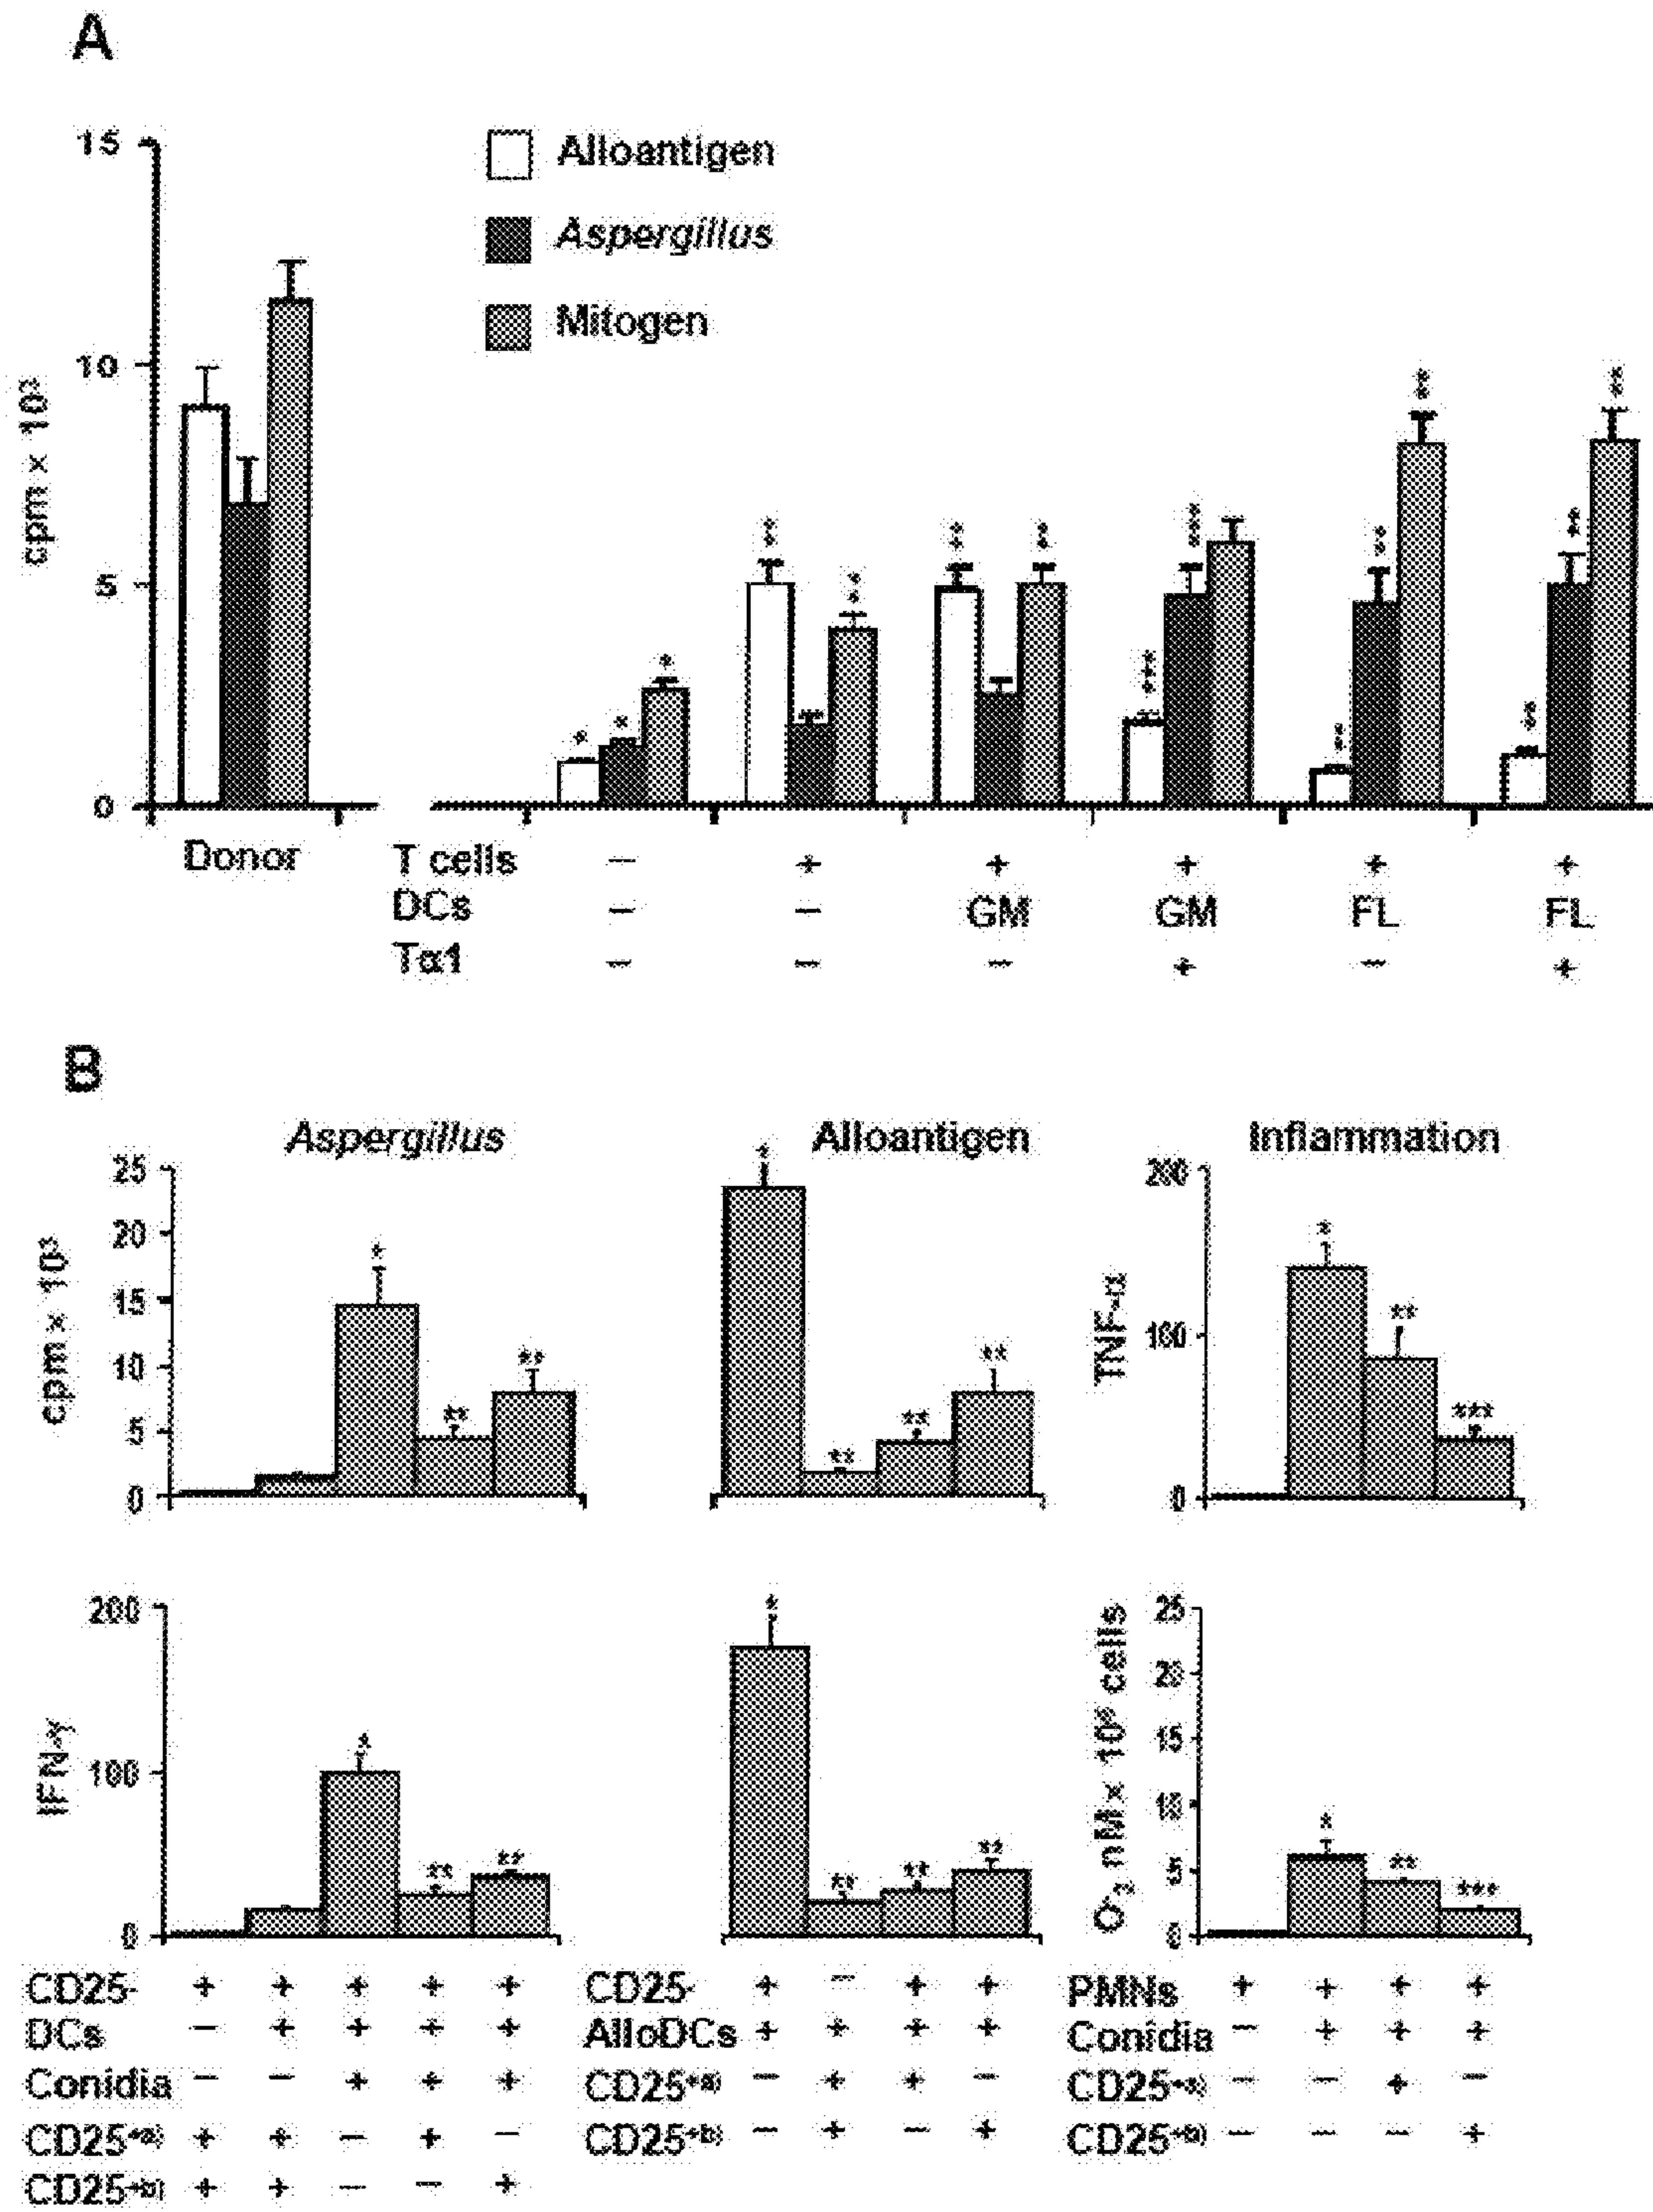 A
15
10
5
0
cpm × 10³
Alloantigen
Aspergillus
Mitogen
* * *
** **
** **
*** ***
** ** **
** ** **
Donor
T cells − + + + + +
DCs − − GM GM FL FL
Tα1 − − − + − +
B
Aspergillus Alloantigen Inflammation
25
20
15
10
5
0
cpm × 10³
* ** **
* ** ** **
200
100
0
TNF-α
* ** ***
200
100
0
IFN-γ
* ** **
* ** ** **
25
20
15
10
5
0
O₂ nM × 10⁶ cells
* ** ***
CD25- + + + + +
DCs − + + + +
Conidia − − + + +
CD25+a) + + − + −
CD25+b) + + − − +
CD25- + − + +
AlloDCs + + + +
CD25+a) − + + −
CD25+b) − + − +
PMNs + + + +
Conidia − + + +
CD25+a) − − + −
CD25+b) − − − +